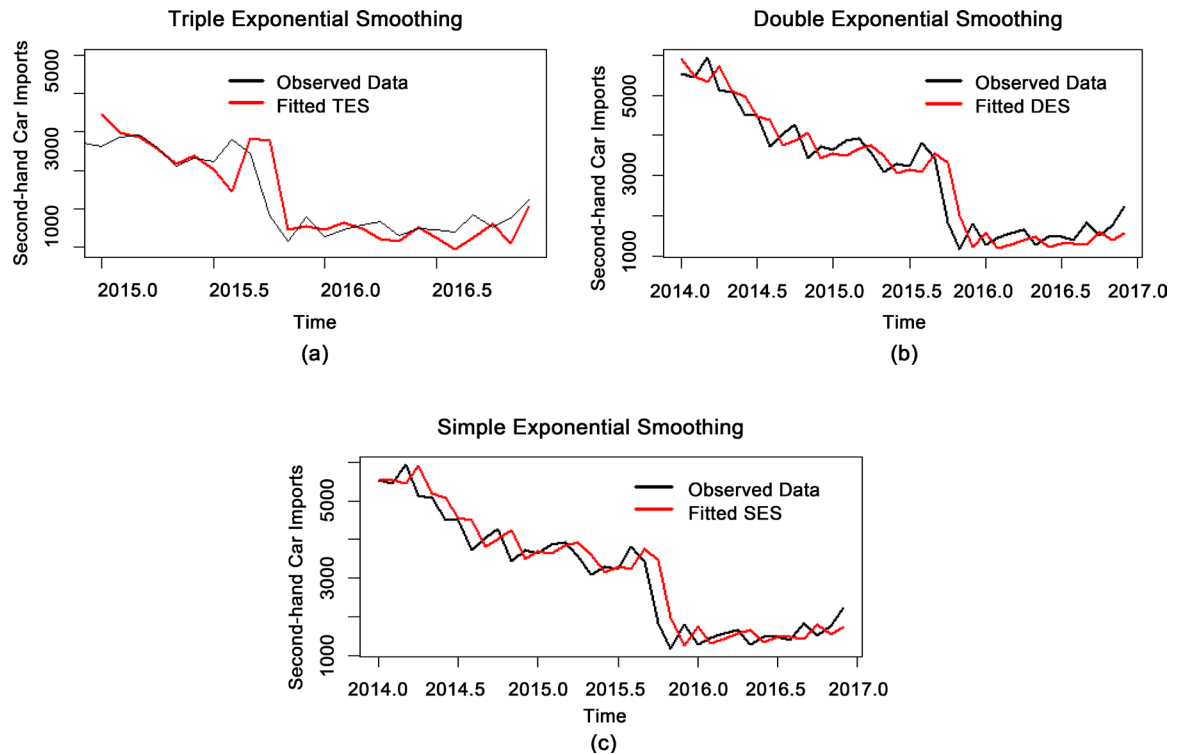 Triple Exponential Smoothing
Second-hand Car Imports
5000
3000
1000
Observed Data
Fitted TES
2015.0 2015.5 2016.0 2016.5
Time
(a)
Double Exponential Smoothing
Second-hand Car Imports
5000
3000
1000
Observed Data
Fitted DES
2014.0 2014.5 2015.0 2015.5 2016.0 2016.5 2017.0
Time
(b)
Simple Exponential Smoothing
Second-hand Car Imports
5000
3000
1000
Observed Data
Fitted SES
2014.0 2014.5 2015.0 2015.5 2016.0 2016.5 2017.0
Time
(c)